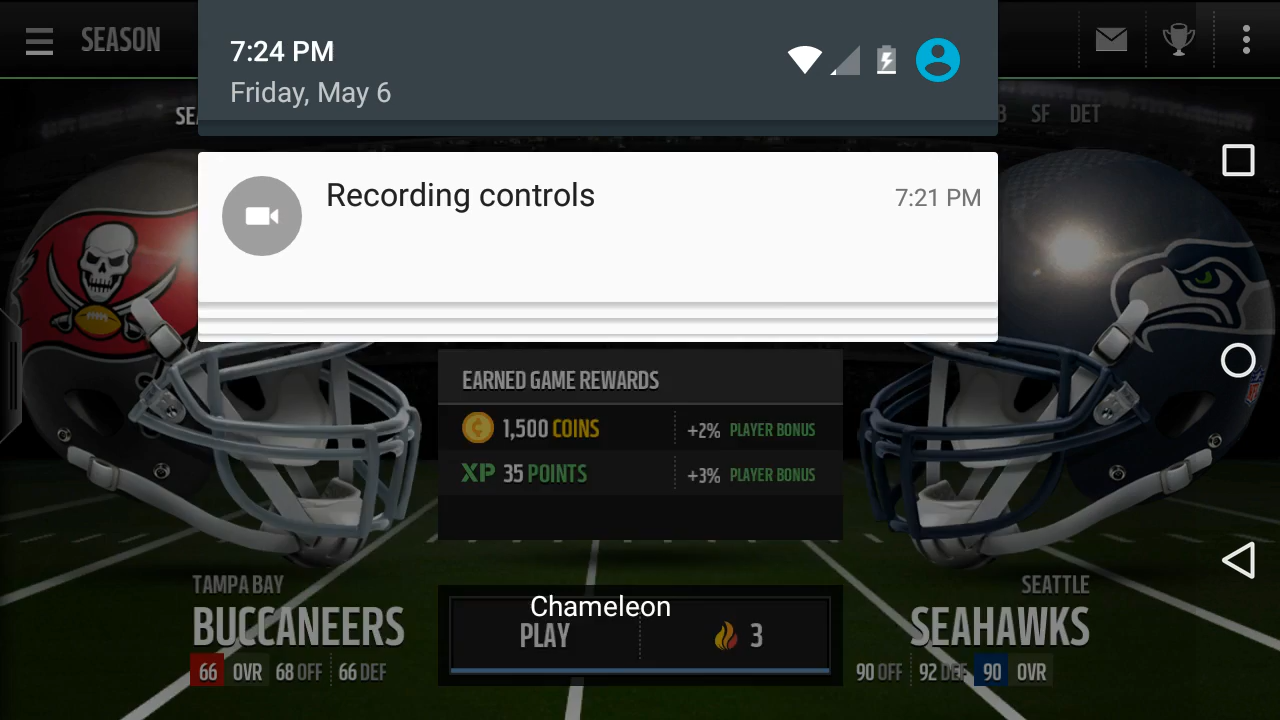 SEASON
7:24 PM
Friday, May 6
SF DET
Recording controls
7:21 PM
EARNED GAME REWARDS
1,500 COINS +2% PLAYER BONUS
XP 35 POINTS +3% PLAYER BONUS
TAMPA BAY
BUCCANEERS
66 OVR 68 OFF 66 DEF
Chameleon
PLAY 3
SEATTLE
SEAHAWKS
90 OFF 92 DEF 90 OVR